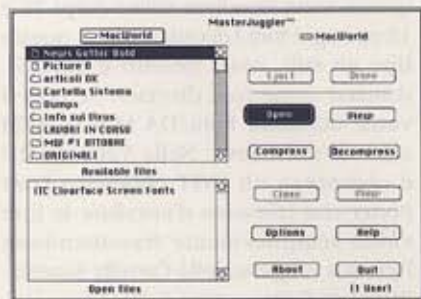 MasterJuggler™
MacWorld
MacWorld
News Gothic Bold
Picture 0
articoli OK
Cartella Sistema
Dumps
Info sul Virus
LAVORI IN CORSO
MW #1 OTTOBRE
ORIGINALI
Eject
Drive
Open
View
Compress
Decompress
Available files
ITC Clearface Screen Fonts
Close
View
Options
Help
About
Quit
Open files
(1 User)